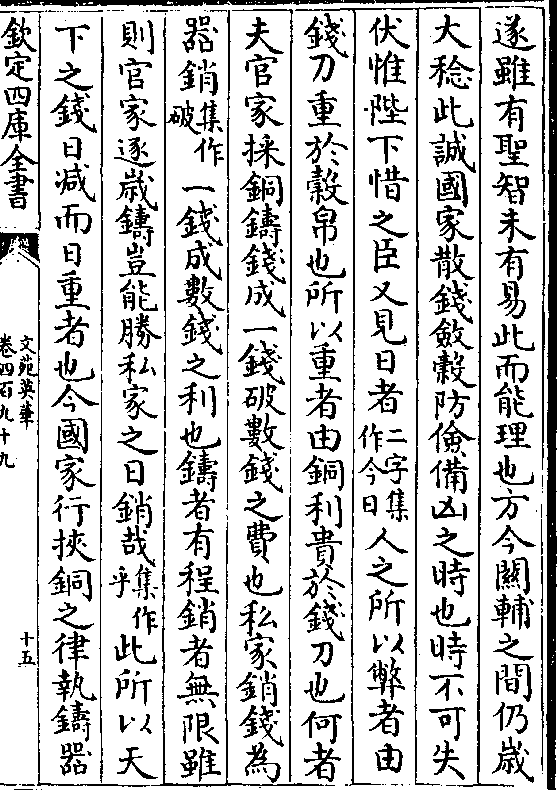 遂雖有聖智未有易此而能理也方今關輔之間仍歲
大稔此誠國家散錢斂榖防儉備凶之時也時不可失
伏惟陛下惜之臣又見日者二字集作今日人之所以弊者由
錢刀重於榖帛也所以重者由銅利貴於錢刀也何者
夫官家採銅鑄錢成一錢破數錢之費也私家銷錢為
器銷集作破一錢成數錢之利也鑄者有程銷者無限雖
則官家逐歲鑄豈能勝私家之日銷哉集作乎此所以天
下之錢日減而日重者也今國家行挾銅之律執鑄器
欽定四庫全書
文苑英華
卷四百九十九
十五